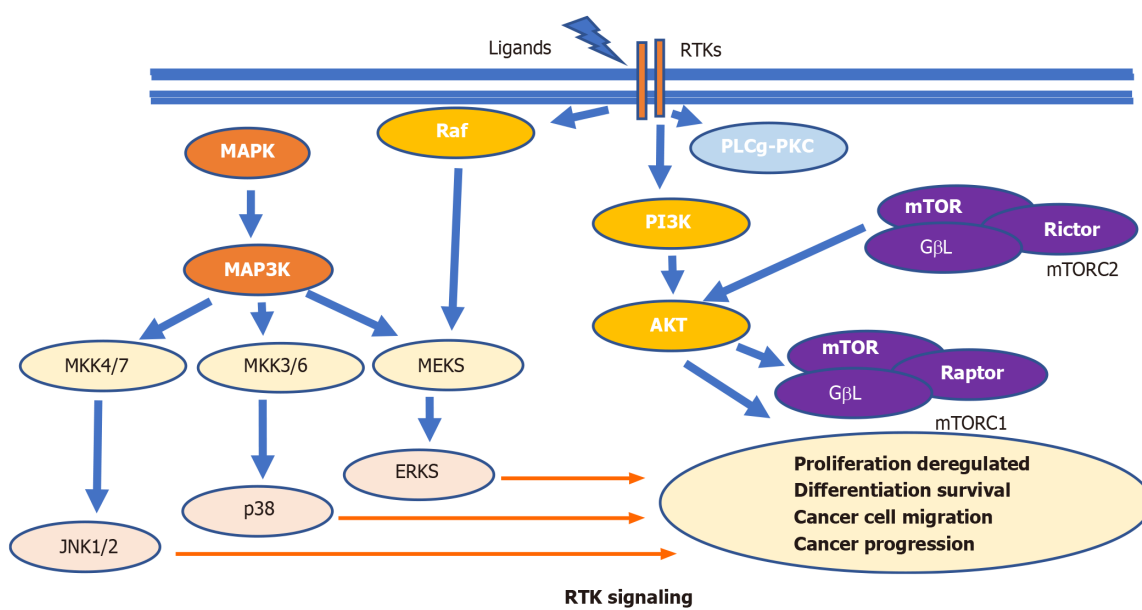 Ligands
RTKs
Raf
MAPK
PLCg-PKC
mTOR
PI3K
Rictor
GβL
MAP3K
mTORC2
AKT
mTOR
MKK4/7
MKK3/6
MEKS
Raptor
GβL
mTORC1
Proliferation deregulated
ERKS
Differentiation survival
p38
Cancer cell migration
JNK1/2
Cancer progression
RTK signaling